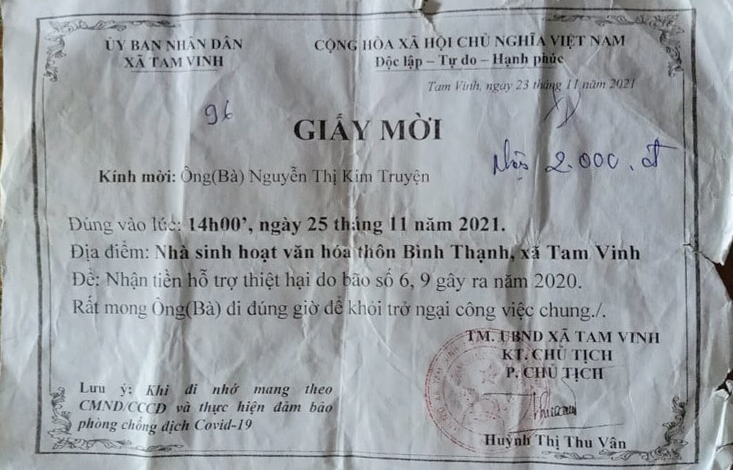 ỦY BAN NHÂN DÂN
XÃ TAM VINH
CỘNG HÒA XÃ HỘI CHỦ NGHĨA VIỆT NAM
Độc lập – Tự do – Hạnh phúc
Tam Vinh, ngày 23 tháng 11 năm 2021
96
GIẤY MỜI
2.000.đ
Kính mời: Ông(Bà) Nguyễn Thị Kim Truyện
Đúng vào lúc: 14h00’, ngày 25 tháng 11 năm 2021.
Địa điểm: Nhà sinh hoạt văn hóa thôn Bình Thạnh, xã Tam Vinh
Đề: Nhận tiền hỗ trợ thiệt hại do bão số 6, 9 gây ra năm 2020.
Rất mong Ông(Bà) đi đúng giờ để khỏi trở ngại công việc chung./.
TM. UBND XÃ TAM VINH
KT. CHỦ TỊCH
P. CHỦ TỊCH
Lưu ý: Khi đi nhớ mang theo
CMND/CCCD và thực hiện đảm bảo
phòng chống dịch Covid-19
Huỳnh Thị Thu Vân